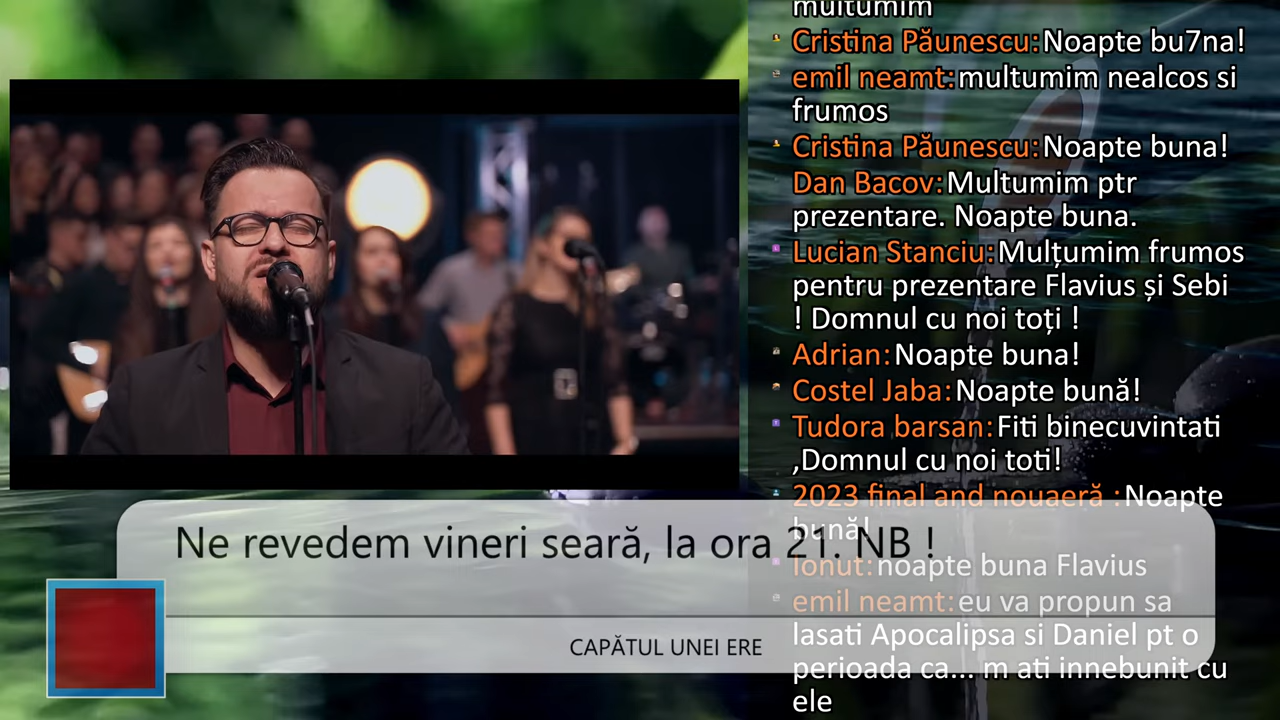 multumim
Cristina Păunescu: Noapte bu7na!
emil neamt: multumim nealcos si
frumos
Cristina Păunescu: Noapte buna!
Dan Bacov: Multumim ptr
prezentare. Noapte buna.
Lucian Stanciu: Mulțumim frumos
pentru prezentare Flavius și Sebi
! Domnul cu noi toți !
Adrian: Noapte buna!
Costel Jaba: Noapte bună!
Tudora barsan: Fiti binecuvintati
,Domnul cu noi toti!
2023 final and nouaeră : Noapte
bună!
Ionut: noapte buna Flavius
emil neamt: eu va propun sa
lasati Apocalipsa si Daniel pt o
perioada ca... m ati innebunit cu
ele
Ne revedem vineri seară, la ora 21. NB !
CAPĂTUL UNEI ERE